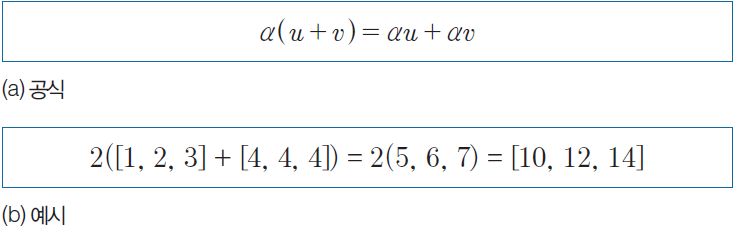 α(u+v)=αu+αv
(a) 공식
2([1, 2, 3] + [4, 4, 4]) = 2(5, 6, 7) = [10, 12, 14]
(b) 예시